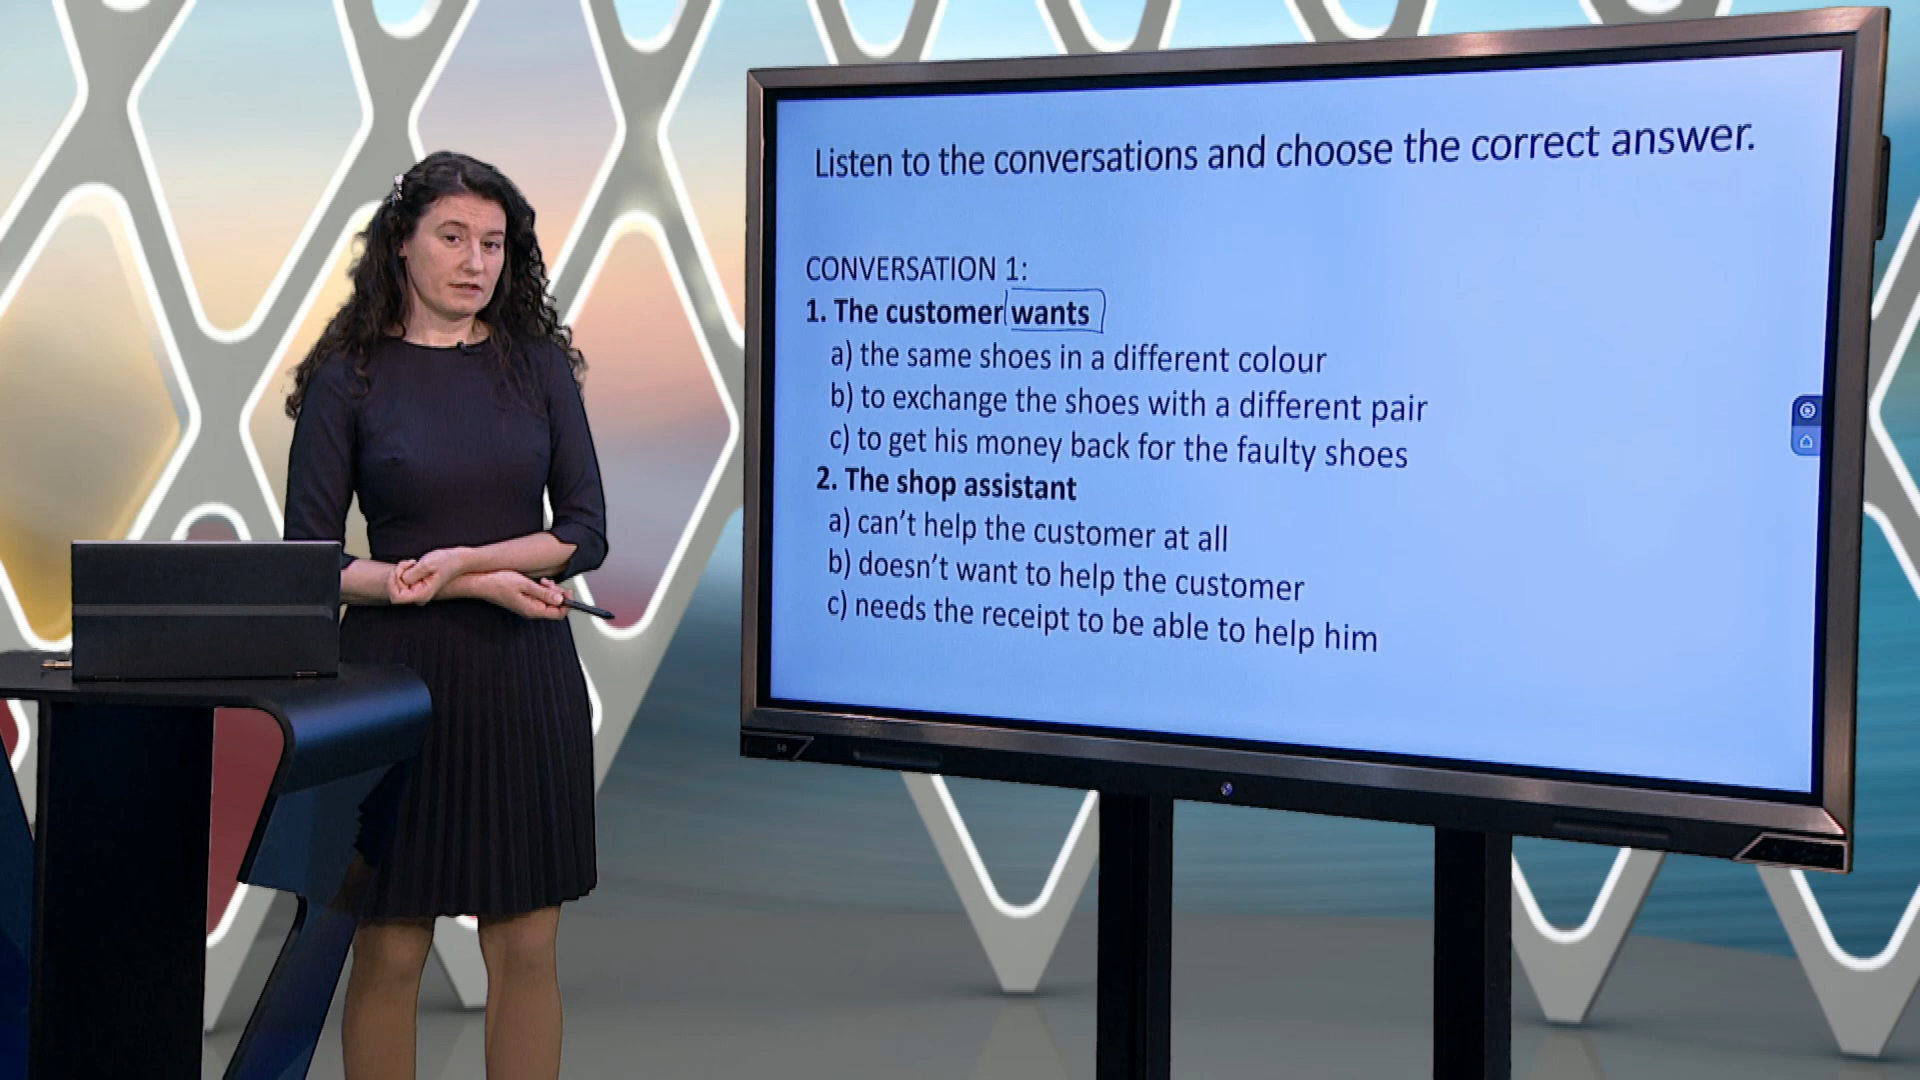 Listen to the conversations and choose the correct answer.
CONVERSATION 1:
1. The customer wants
a) the same shoes in a different colour
b) to exchange the shoes with a different pair
c) to get his money back for the faulty shoes
2. The shop assistant
a) can't help the customer at all
b) doesn't want to help the customer
c) needs the receipt to be able to help him